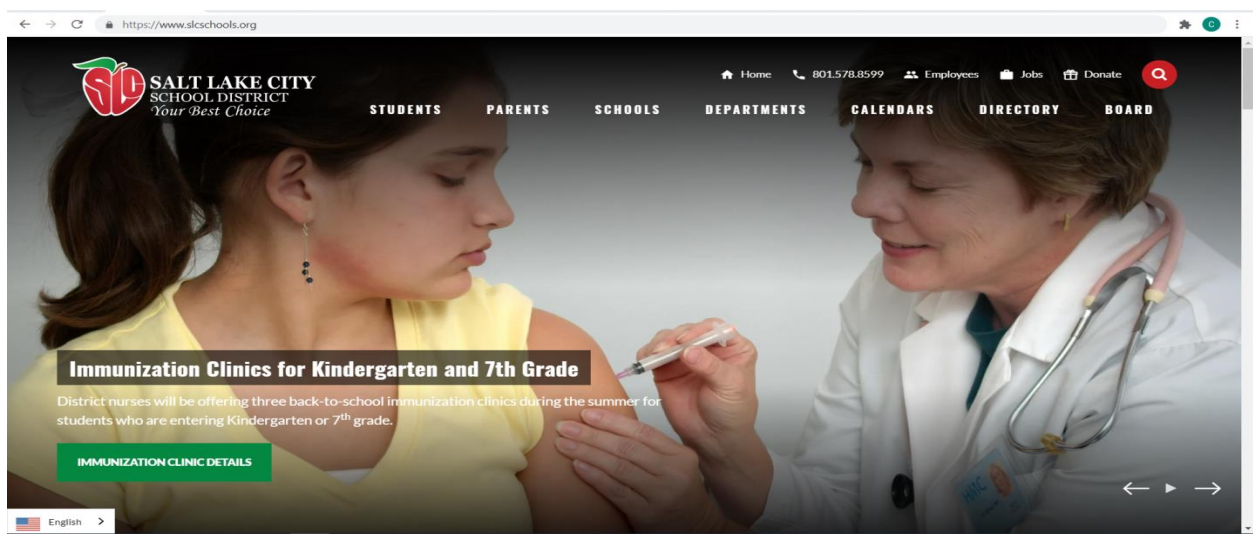 https://www.slcschools.org
C
SLC
SALT LAKE CITY
SCHOOL DISTRICT
Your Best Choice
Home 801.578.8599 Employees Jobs Donate
STUDENTS PARENTS SCHOOLS DEPARTMENTS CALENDARS DIRECTORY BOARD
Immunization Clinics for Kindergarten and 7th Grade
District nurses will be offering three back-to-school immunization clinics during the summer for
students who are entering Kindergarten or 7th grade.
IMMUNIZATION CLINIC DETAILS
English